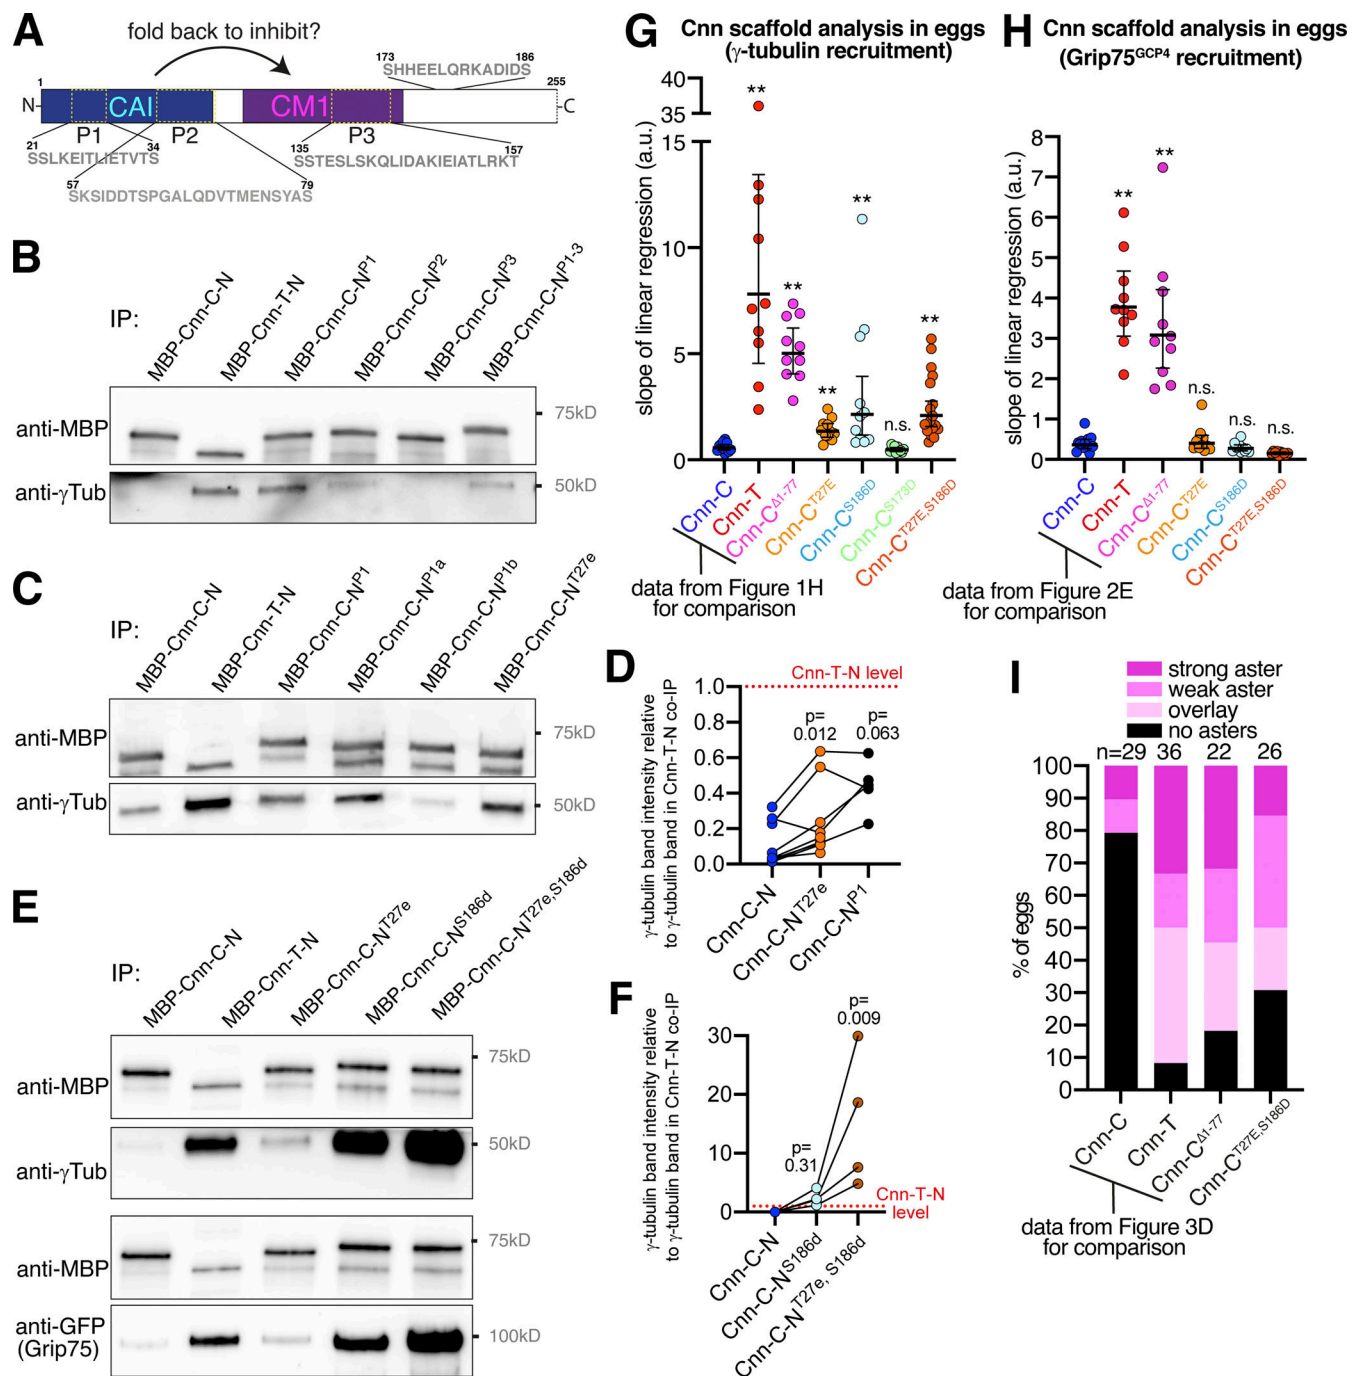 A
fold back to inhibit?
173 186
SHHEELQRKADIDS
1 255
N- CAI CM1 -C
P1 P2 P3
21 34
SSLKEITLIETVTS
135 157
SSTESLSKQLIDAKIEIATLRKT
57 79
SKSIDDTSPGALQDVTMENSYAS
B
IP:
MBP-Cnn-C-N
MBP-Cnn-T-N
MBP-Cnn-C-N^P1
MBP-Cnn-C-N^P2
MBP-Cnn-C-N^P3
MBP-Cnn-C-N^P1-3
anti-MBP
75kD
anti-γTub
50kD
C
IP:
MBP-Cnn-C-N
MBP-Cnn-T-N
MBP-Cnn-C-N^P1
MBP-Cnn-C-N^P1a
MBP-Cnn-C-N^P1b
MBP-Cnn-C-N^T27e
anti-MBP
75kD
anti-γTub
50kD
E
IP:
MBP-Cnn-C-N
MBP-Cnn-T-N
MBP-Cnn-C-N^T27e
MBP-Cnn-C-N^S186d
MBP-Cnn-C-N^T27e,S186d
anti-MBP
75kD
anti-γTub
50kD
anti-MBP
75kD
anti-GFP
(Grip75)
100kD
G
Cnn scaffold analysis in eggs
(γ-tubulin recruitment)
slope of linear regression (a.u.)
40
35
15
10
5
0
**
**
**
**
n.s.
**
Cnn-C
Cnn-T
Cnn-C^Δ1-77
Cnn-C^T27E
Cnn-C^S186D
Cnn-C^S173D
Cnn-C^T27E,S186D
data from Figure 1H
for comparison
H
Cnn scaffold analysis in eggs
(Grip75^GCP4 recruitment)
slope of linear regression (a.u.)
8
7
6
5
4
3
2
1
0
**
**
n.s.
n.s.
n.s.
Cnn-C
Cnn-T
Cnn-C^Δ1-77
Cnn-C^T27E
Cnn-C^S186D
Cnn-C^T27E,S186D
data from Figure 2E
for comparison
D
γ-tubulin band intensity relative
to γ-tubulin band in Cnn-T-N co-IP
Cnn-T-N level
1.0
0.8
0.6
0.4
0.2
0.0
p=
0.012
p=
0.063
Cnn-C-N
Cnn-C-N^T27e
Cnn-C-N^P1
F
γ-tubulin band intensity relative
to γ-tubulin band in Cnn-T-N co-IP
30
20
10
0
p=
0.31
p=
0.009
Cnn-T-N
level
Cnn-C-N
Cnn-C-N^S186d
Cnn-C-N^T27e, S186d
I
strong aster
weak aster
overlay
no asters
n=29 36 22 26
% of eggs
100
90
80
70
60
50
40
30
20
10
0
Cnn-C
Cnn-T
Cnn-C^Δ1-77
Cnn-C^T27E,S186D
data from Figure 3D
for comparison